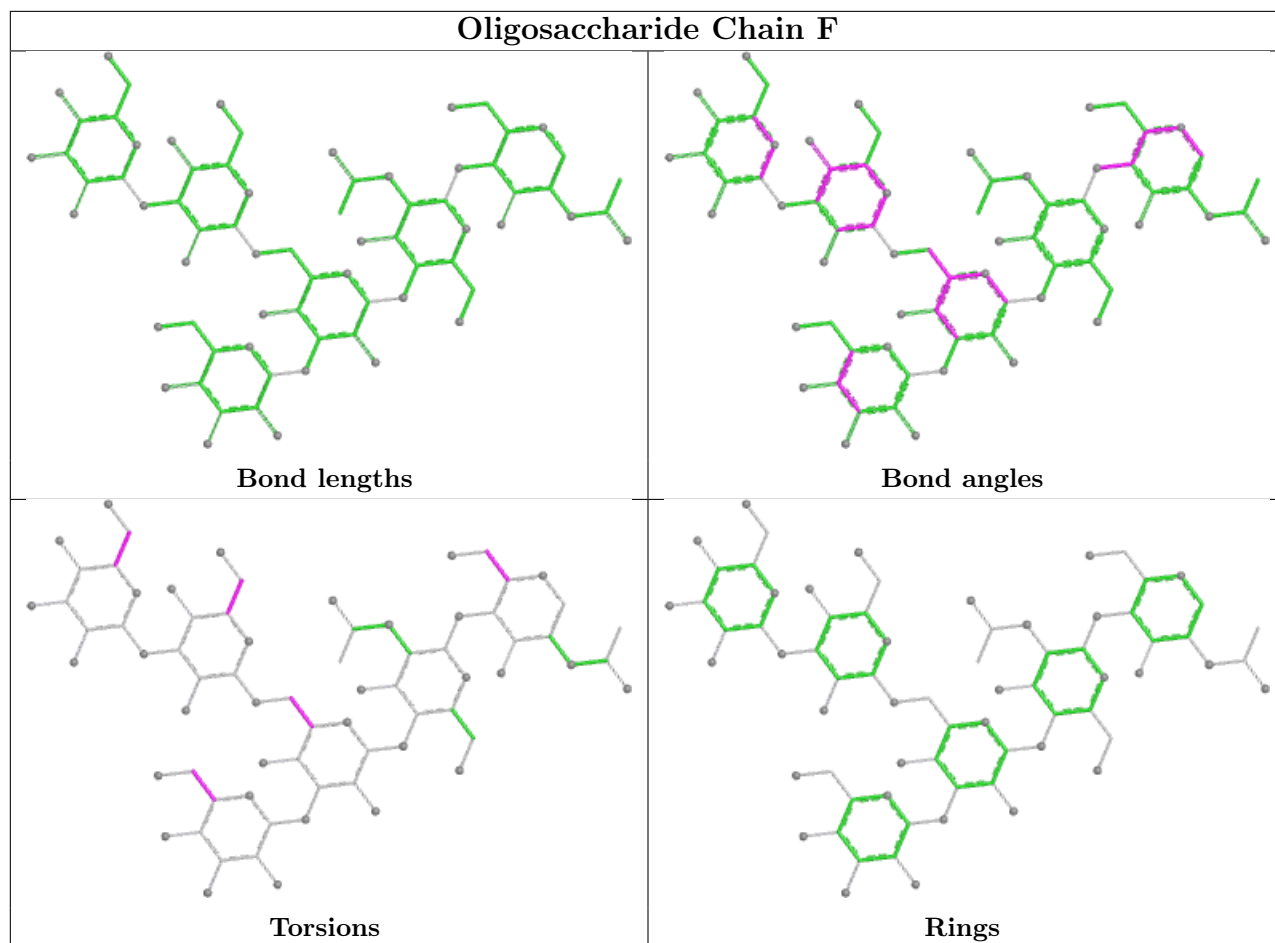 Oligosaccharide Chain F
Bond lengths
Bond angles
Torsions
Rings